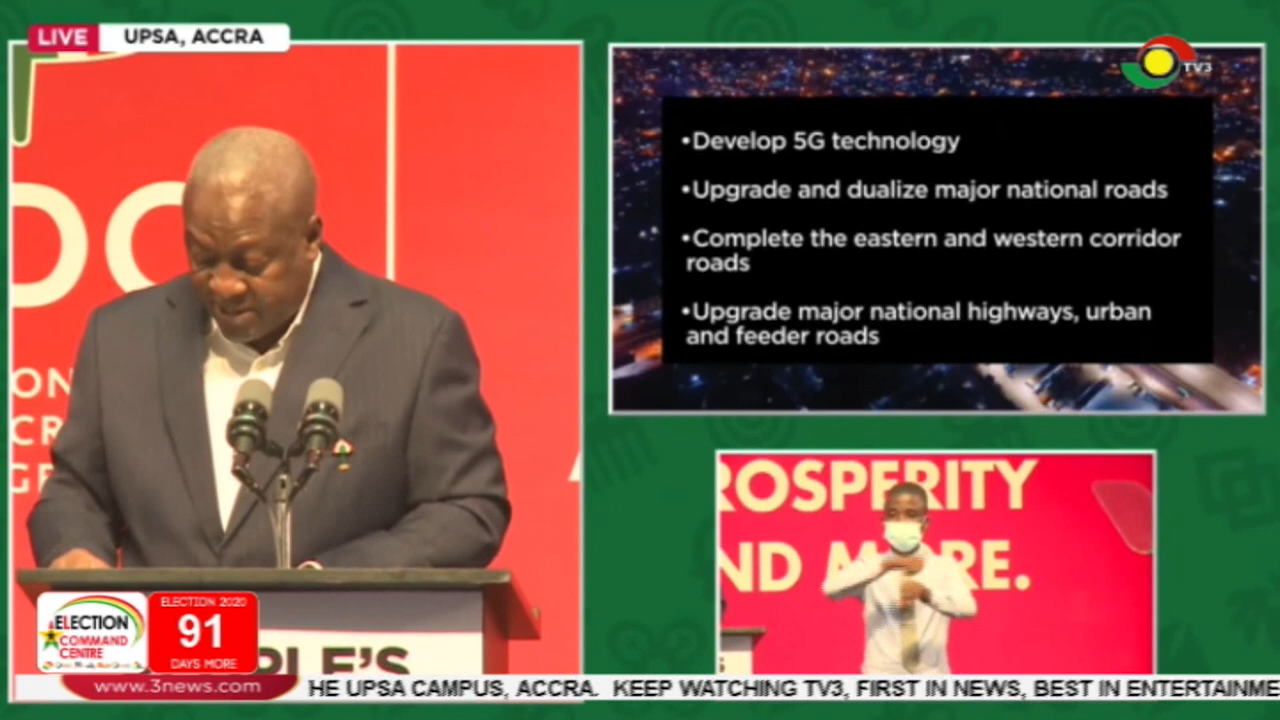 LIVE UPSA, ACCRA
TV3
•Develop 5G technology
•Upgrade and dualize major national roads
•Complete the eastern and western corridor
roads
•Upgrade major national highways, urban
and feeder roads
ROSPERITY
ND M RE.
ELECTION
COMMAND
CENTRE
ELECTION 2020
91
DAYS MORE
PLE'S
www.3news.com
HE UPSA CAMPUS, ACCRA. KEEP WATCHING TV3, FIRST IN NEWS, BEST IN ENTERTAINME